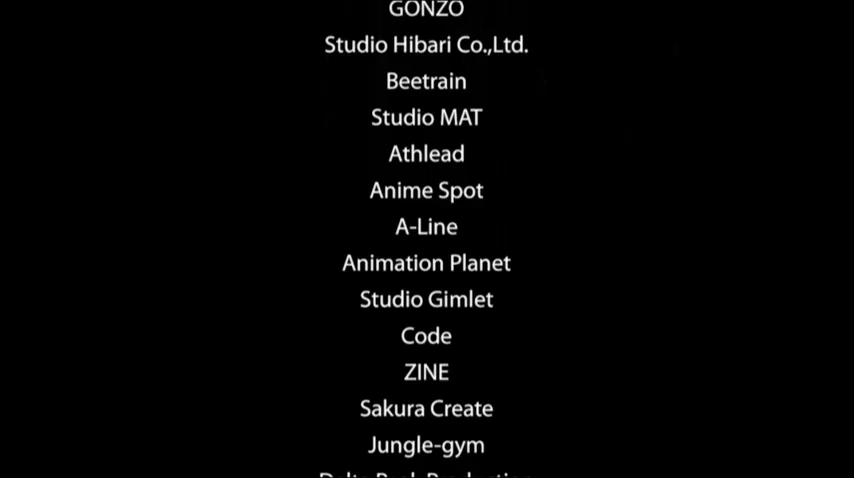 GONZO
Studio Hibari Co.,Ltd.
Beetrain
Studio MAT
Athlead
Anime Spot
A-Line
Animation Planet
Studio Gimlet
Code
ZINE
Sakura Create
Jungle-gym